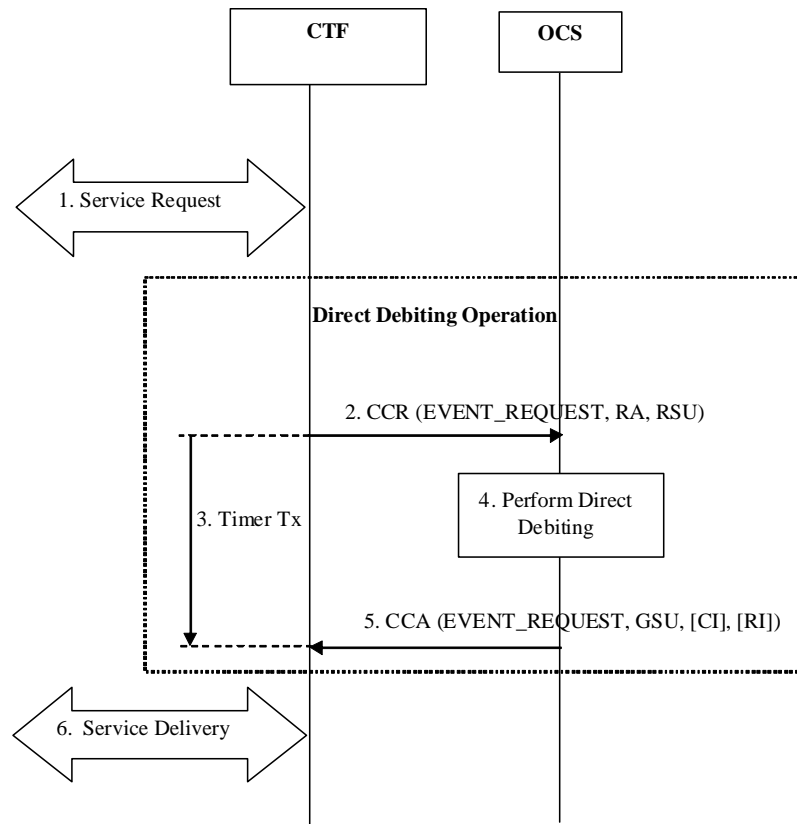 CTF
OCS
1. Service Request
Direct Debiting Operation
2. CCR (EVENT_REQUEST, RA, RSU)
3. Timer Tx
4. Perform Direct
Debiting
5. CCA (EVENT_REQUEST, GSU, [CI], [RI])
6. Service Delivery